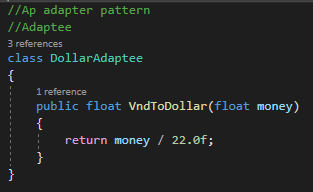 //Ap adapter pattern
//Adaptee
3 references
class DollarAdaptee
{
1 reference
public float VndToDollar(float money)
{
return money / 22.0f;
}
}